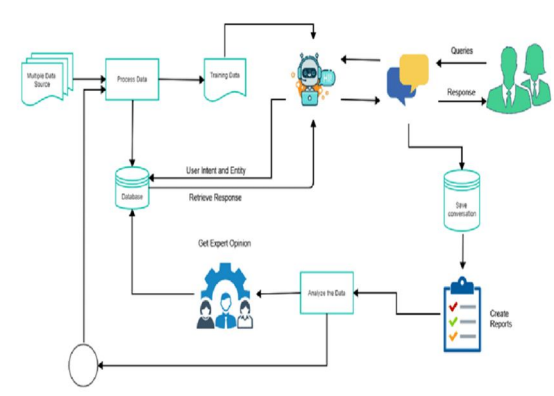 Queries
Multiple Data
Source
Process Data
Training Data
Response
User Intent and Entity
Database
Retrieve Response
Save
conversation
Get Expert Opinion
Analyze the Data
Create
Reports